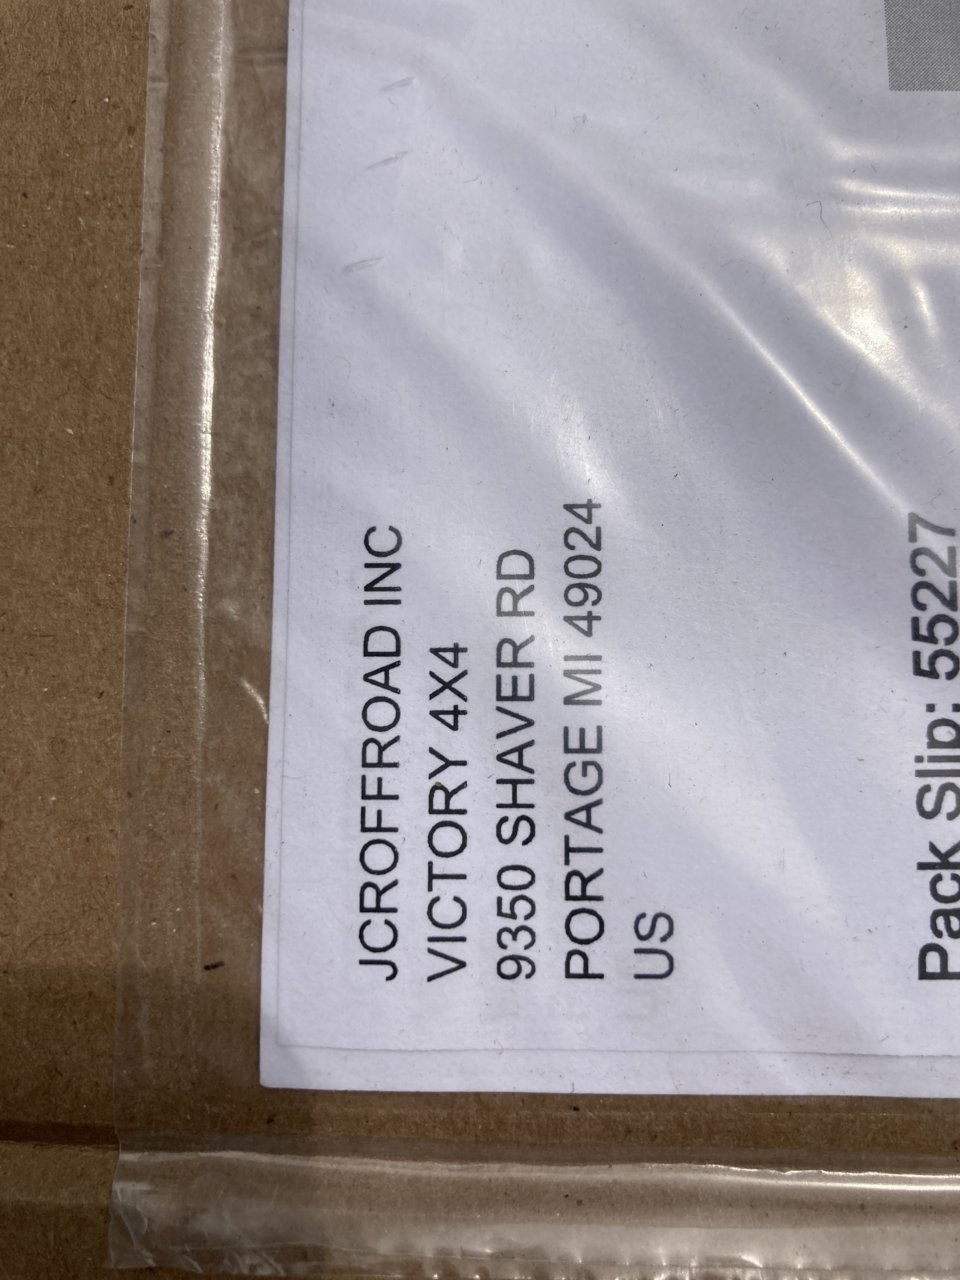 JCROFFROAD INC
VICTORY 4X4
9350 SHAVER RD
PORTAGE MI 49024
US
Pack Slip: 55227